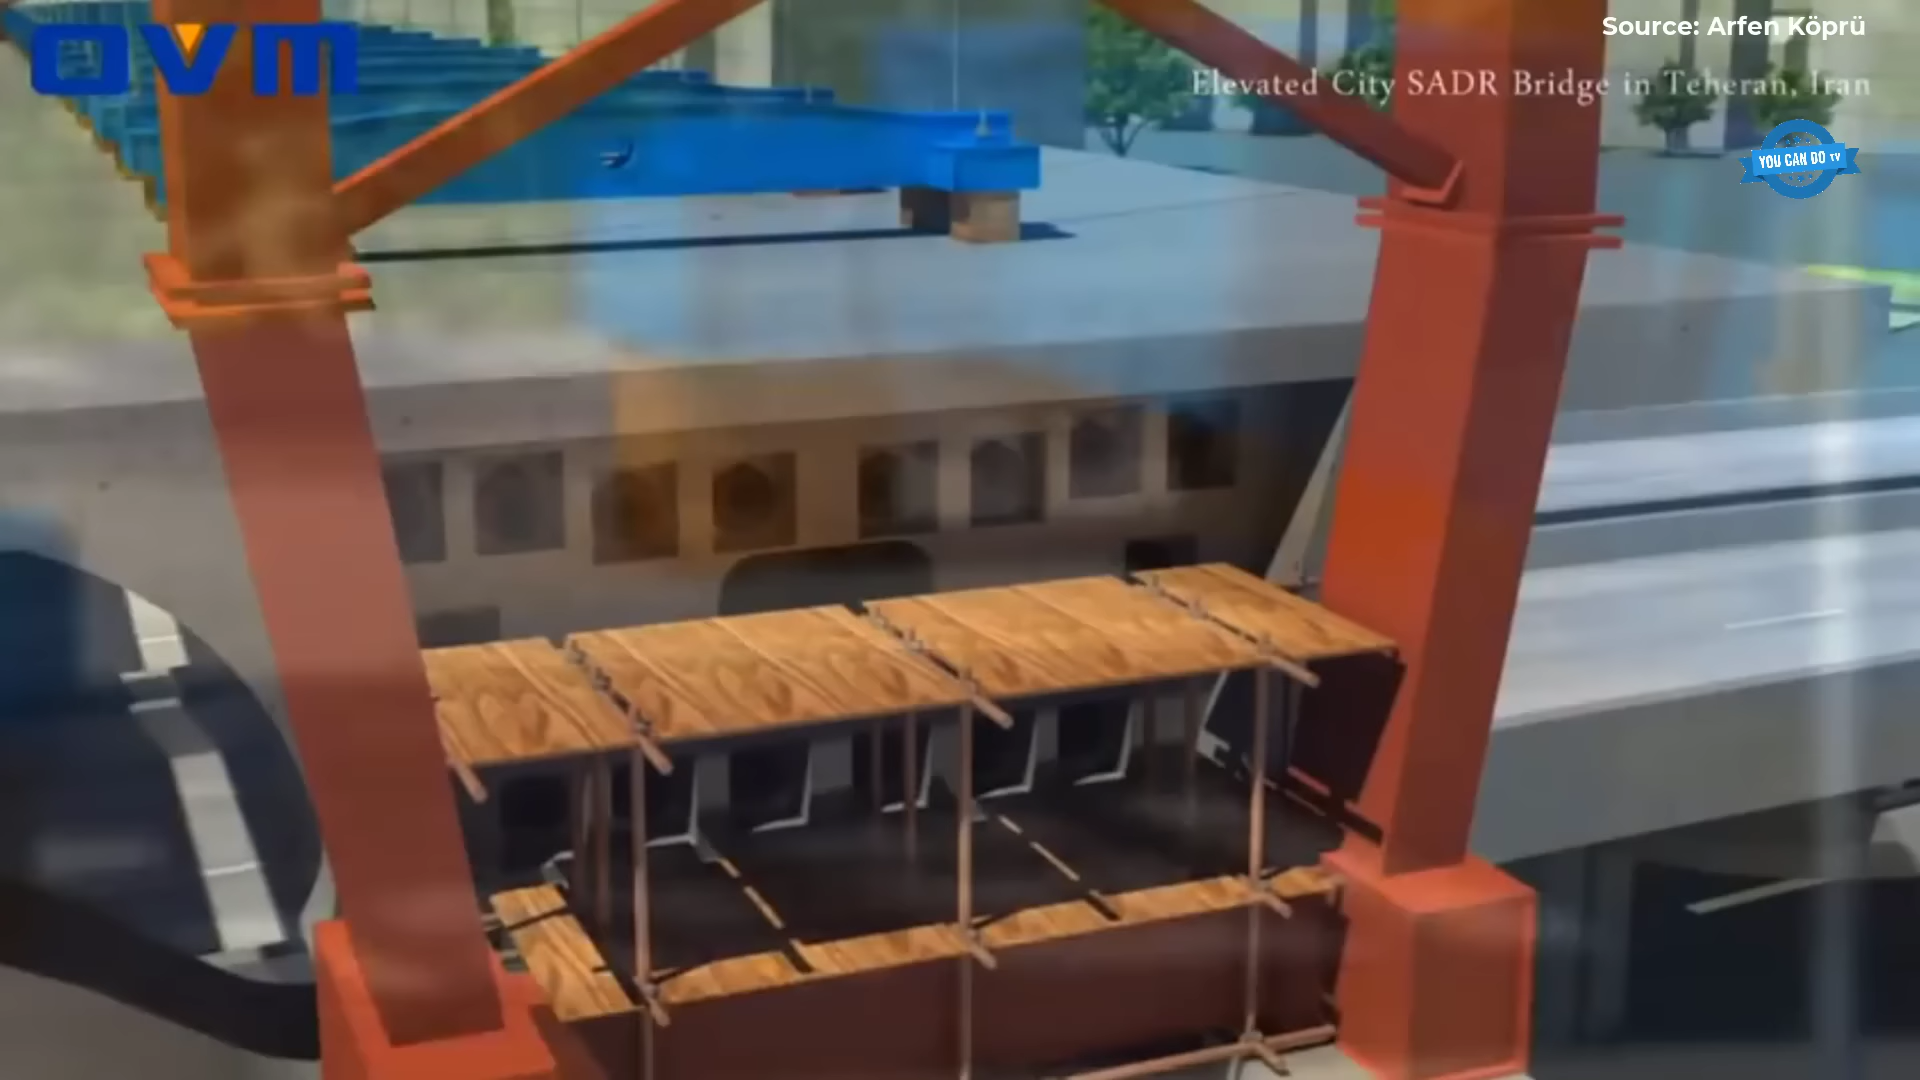 OVM
Source: Arfen Köprü
Elevated City SADR Bridge in Teheran, Iran
YOU CAN DO TV